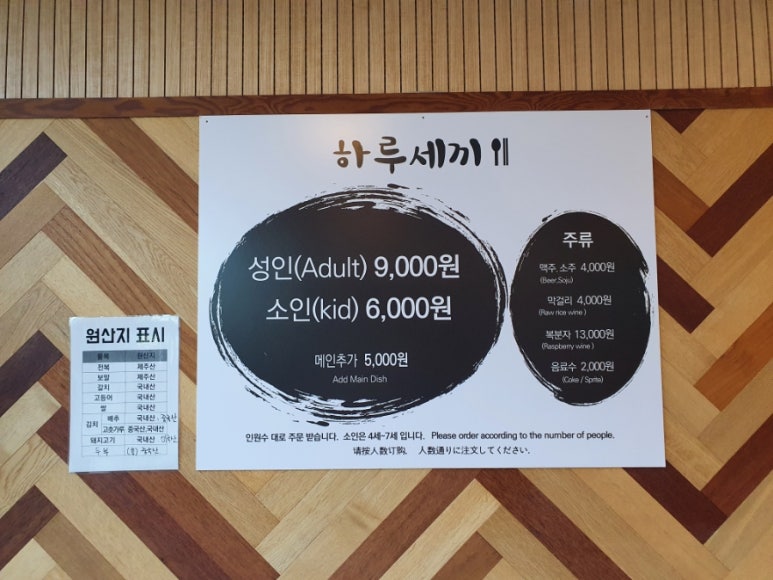 하루세끼
성인(Adult) 9,000원
소인(kid) 6,000원
메인추가 5,000원
Add Main Dish
주류
맥주. 소주 4,000원
(Beer,Soju)
막걸리 4,000원
(Raw rice wine )
복분자 13,000원
(Raspberry wine )
음료수 2,000원
(Coke / Sprite)
인원수 대로 주문 받습니다. 소인은 4세~7세 입니다. Please order according to the number of people.
请按人数订购. 人数通りに注文してください.
원산지 표시
품목 원산지
전복 제주산
보말 제주산
갈치 국내산
고등어 국내산
쌀 국내산
김치 배추 국내산, 중국산
고춧가루 중국산,국내산
돼지고기 국내산
두부